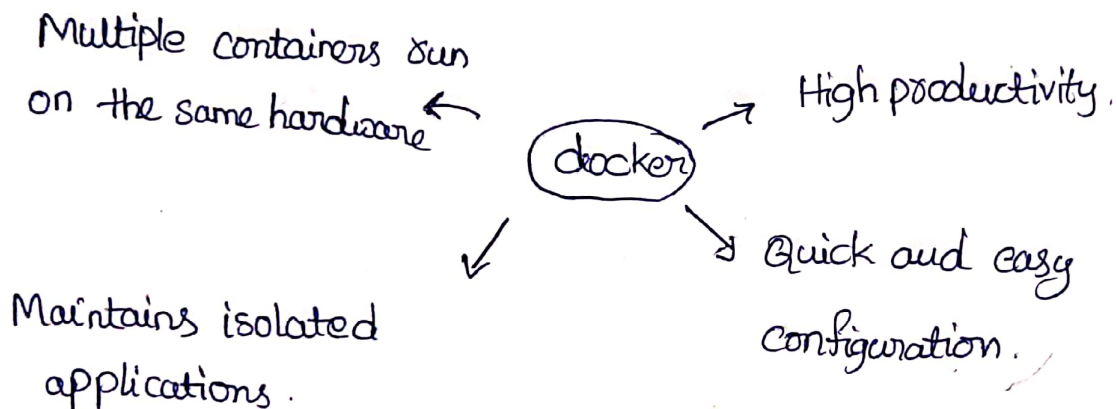 Multiple containers run
on the same hardware
High productivity.
docker
Maintains isolated
applications.
Quick and easy
configuration.